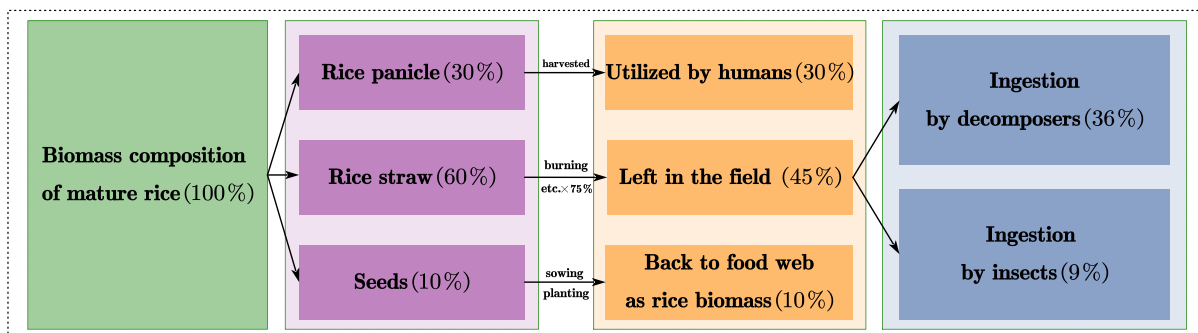 Biomass composition
of mature rice(100%)
Rice panicle(30%)
Rice straw(60%)
Seeds(10%)
harvested
burning
etc.×75%
sowing
planting
Utilized by humans(30%)
Left in the field (45%)
Back to food web
as rice biomass(10%)
Ingestion
by decomposers(36%)
Ingestion
by insects(9%)